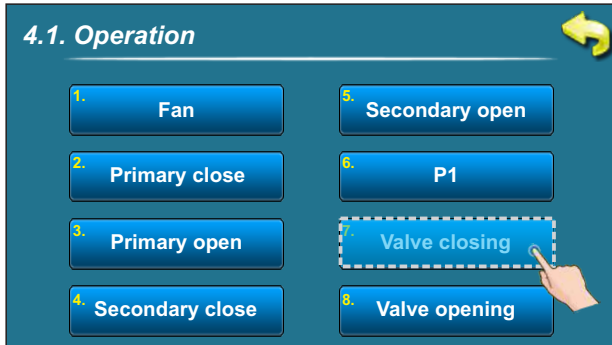 4.1. Operation
1. Fan
2. Primary close
3. Primary open
4. Secondary close
5. Secondary open
6. P1
7. Valve closing
8. Valve opening